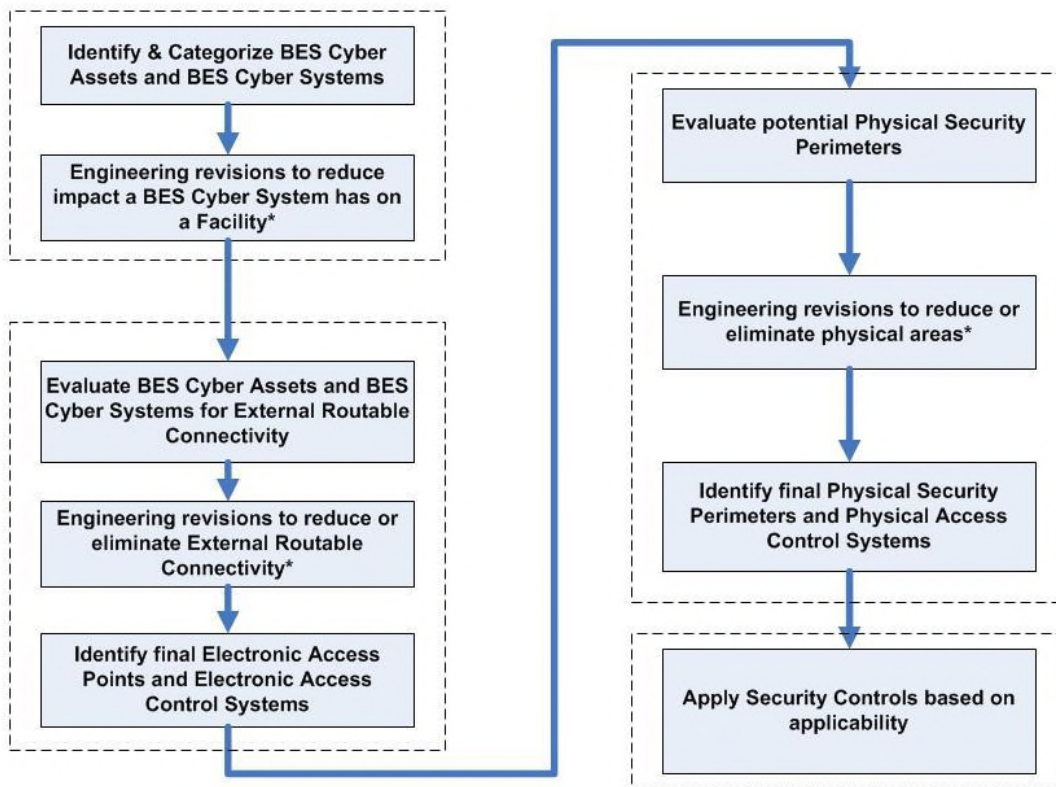 Identify & Categorize BES Cyber
Assets and BES Cyber Systems
Engineering revisions to reduce
impact a BES Cyber System has on
a Facility*
Evaluate BES Cyber Assets and BES
Cyber Systems for External Routable
Connectivity
Engineering revisions to reduce or
eliminate External Routable
Connectivity*
Identify final Electronic Access
Points and Electronic Access
Control Systems
Evaluate potential Physical Security
Perimeters
Engineering revisions to reduce or
eliminate physical areas*
Identify final Physical Security
Perimeters and Physical Access
Control Systems
Apply Security Controls based on
applicability